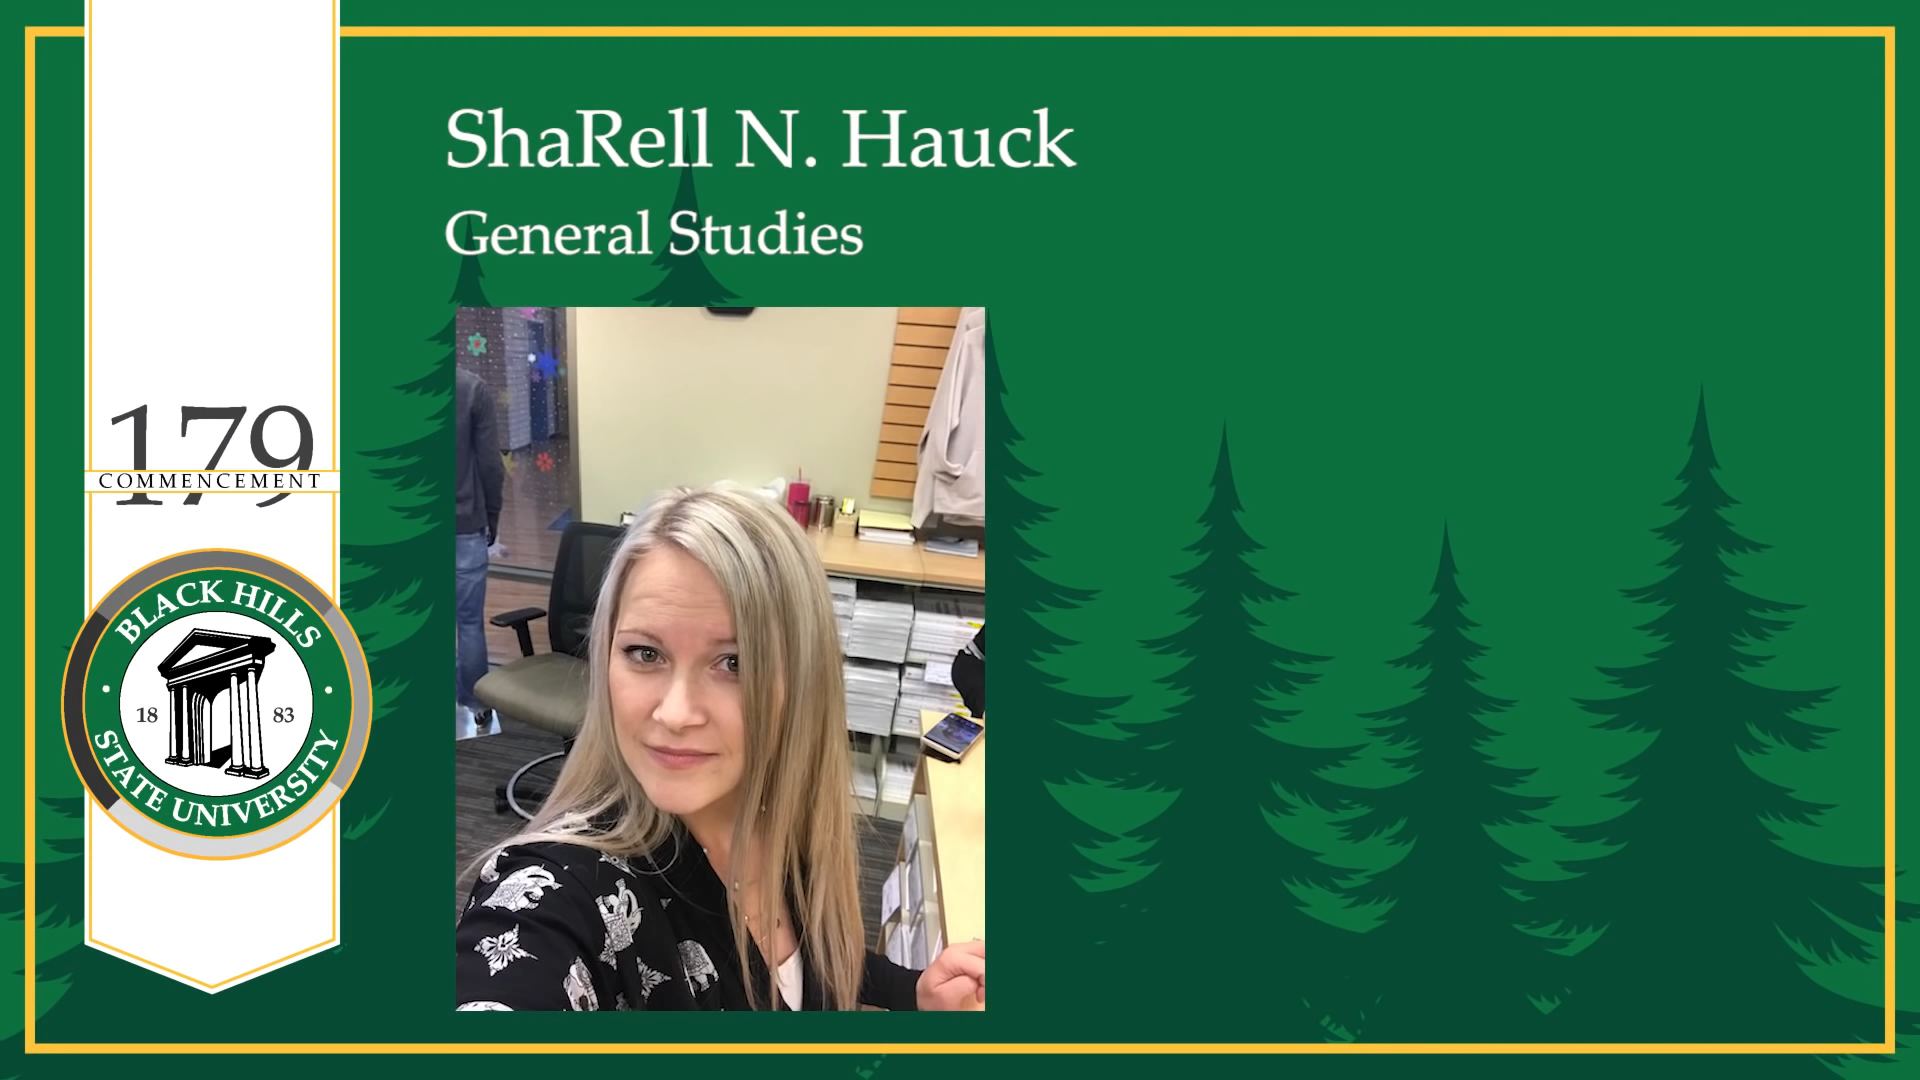 ShaRell N. Hauck
General Studies
179
COMMENCEMENT
BLACK HILLS
18 83
STATE UNIVERSITY